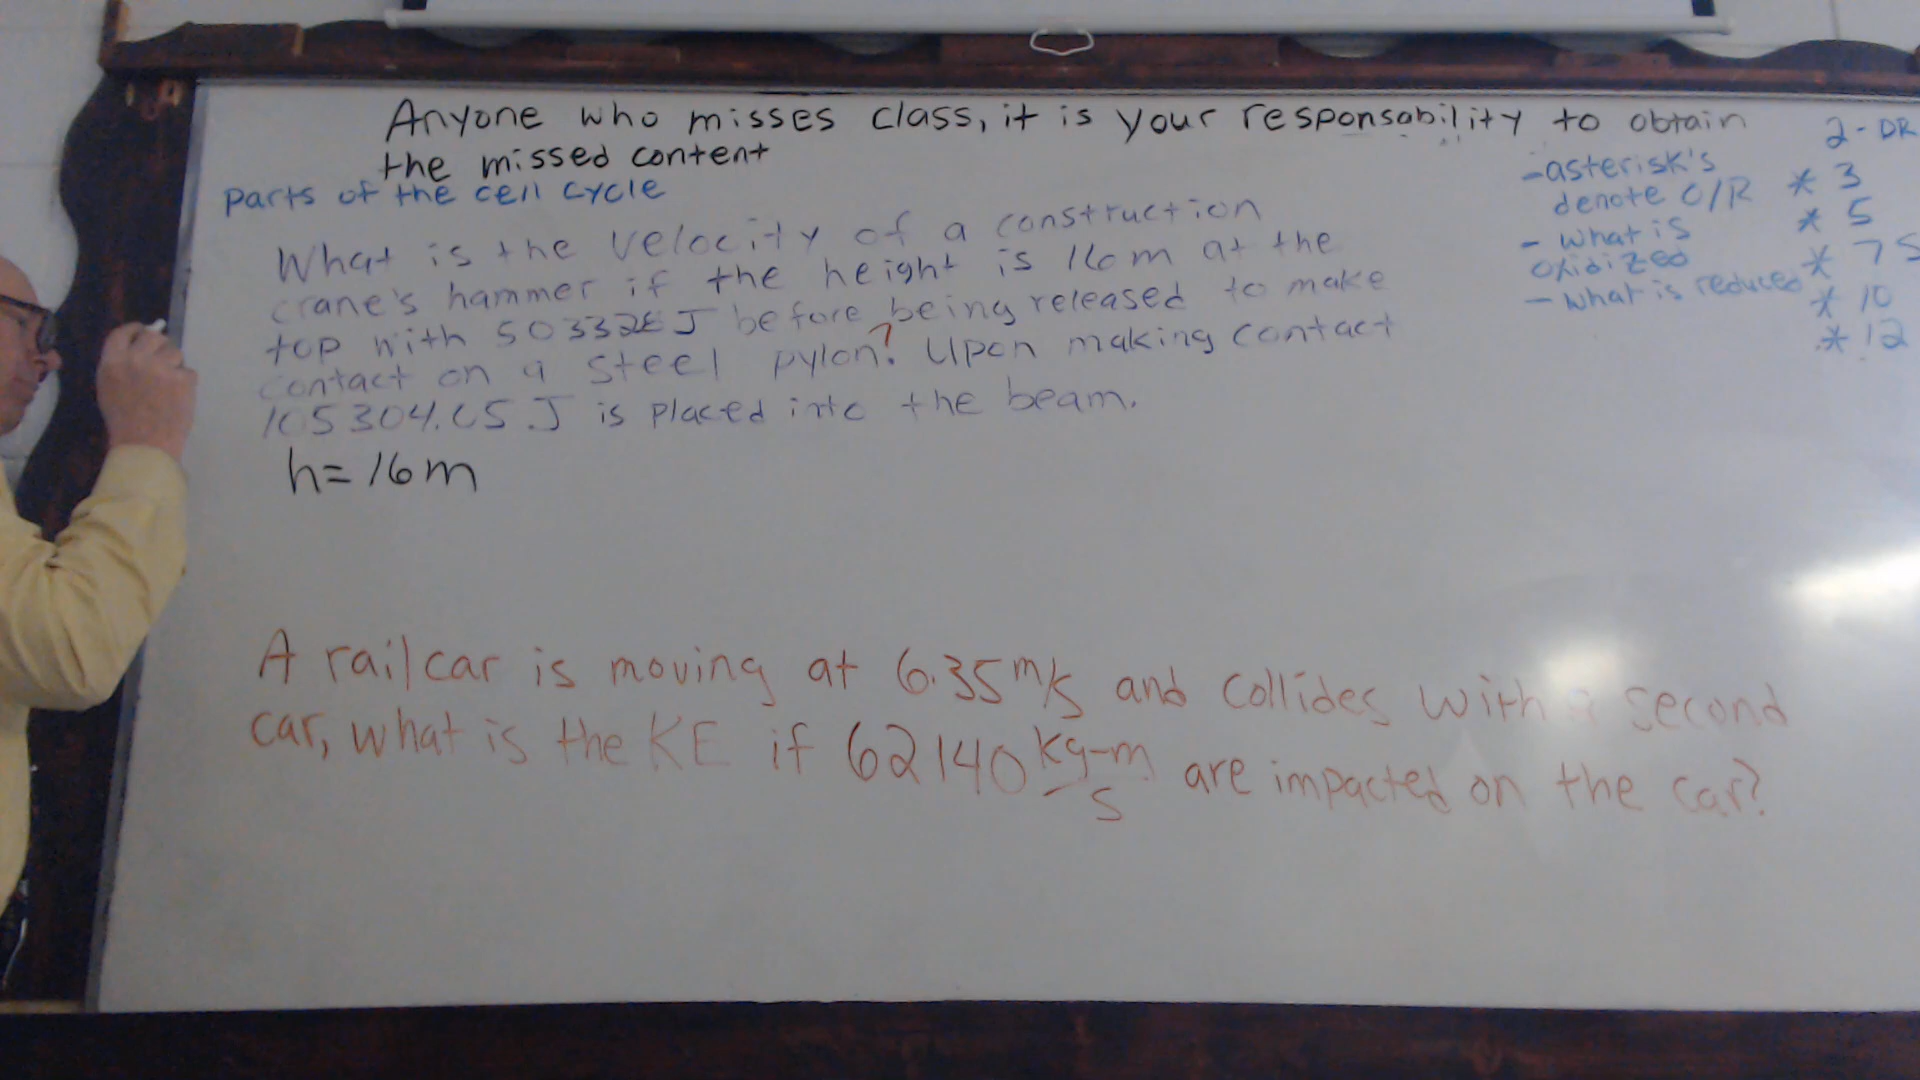 Anyone who misses class, it is your responsability to obtain
the missed content
Parts of the cell cycle
What is the velocity of a construction
crane's hammer if the height is 16m at the
top with J before being released to make
contact on a steel pylon? Upon making contact
105304.05 J is placed into the beam.
h=16m
A railcar is moving at 6.35 m/s and collides with second
car, what is the KE if 62140 kg-m/s are impacted on the car?
2-DR
-asterisk's
denote O/R
- what is
oxidized
- what is reduced
* 3
* 5
* 7
* 10
* 12